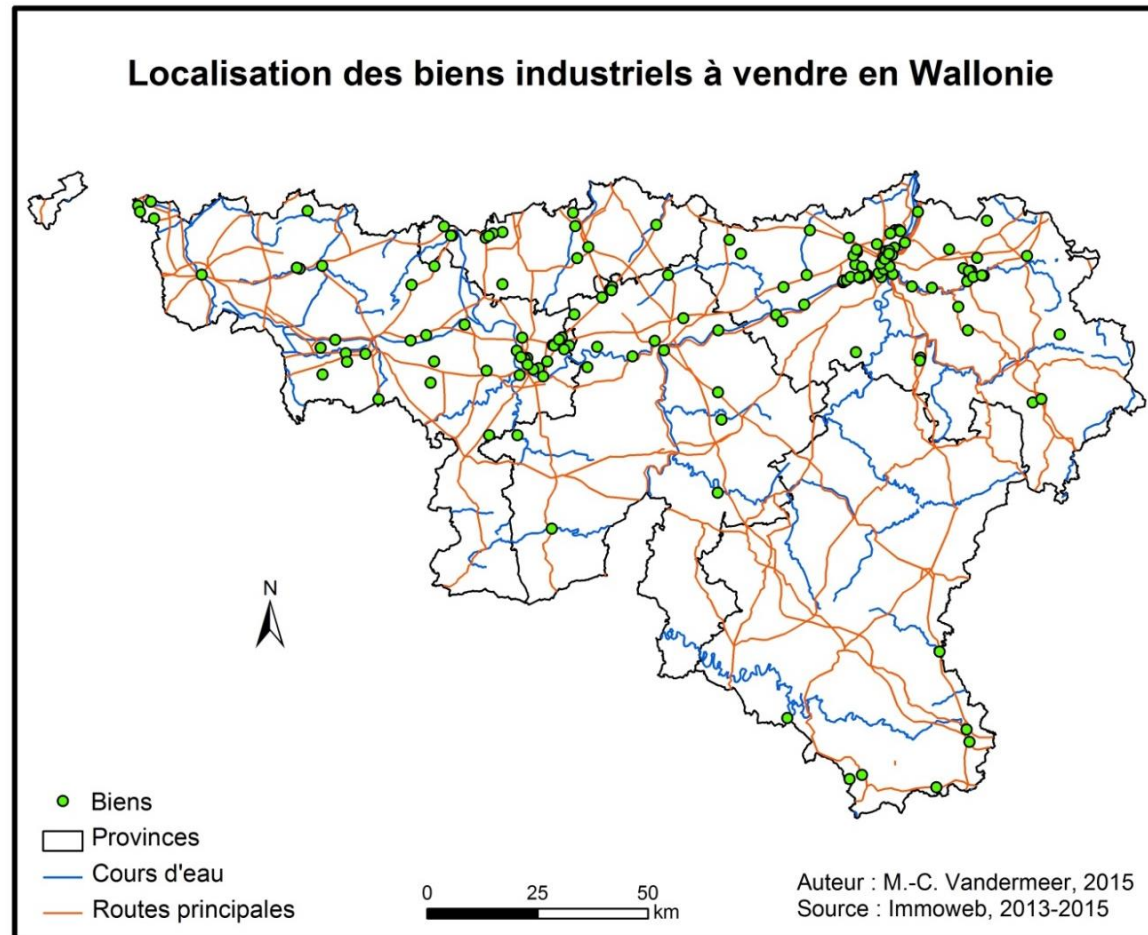 Localisation des biens industriels à vendre en Wallonie
N
Biens
Provinces
Cours d'eau
Routes principales
0 25 50
km
Auteur : M.-C. Vandermeer, 2015
Source : Immoweb, 2013-2015